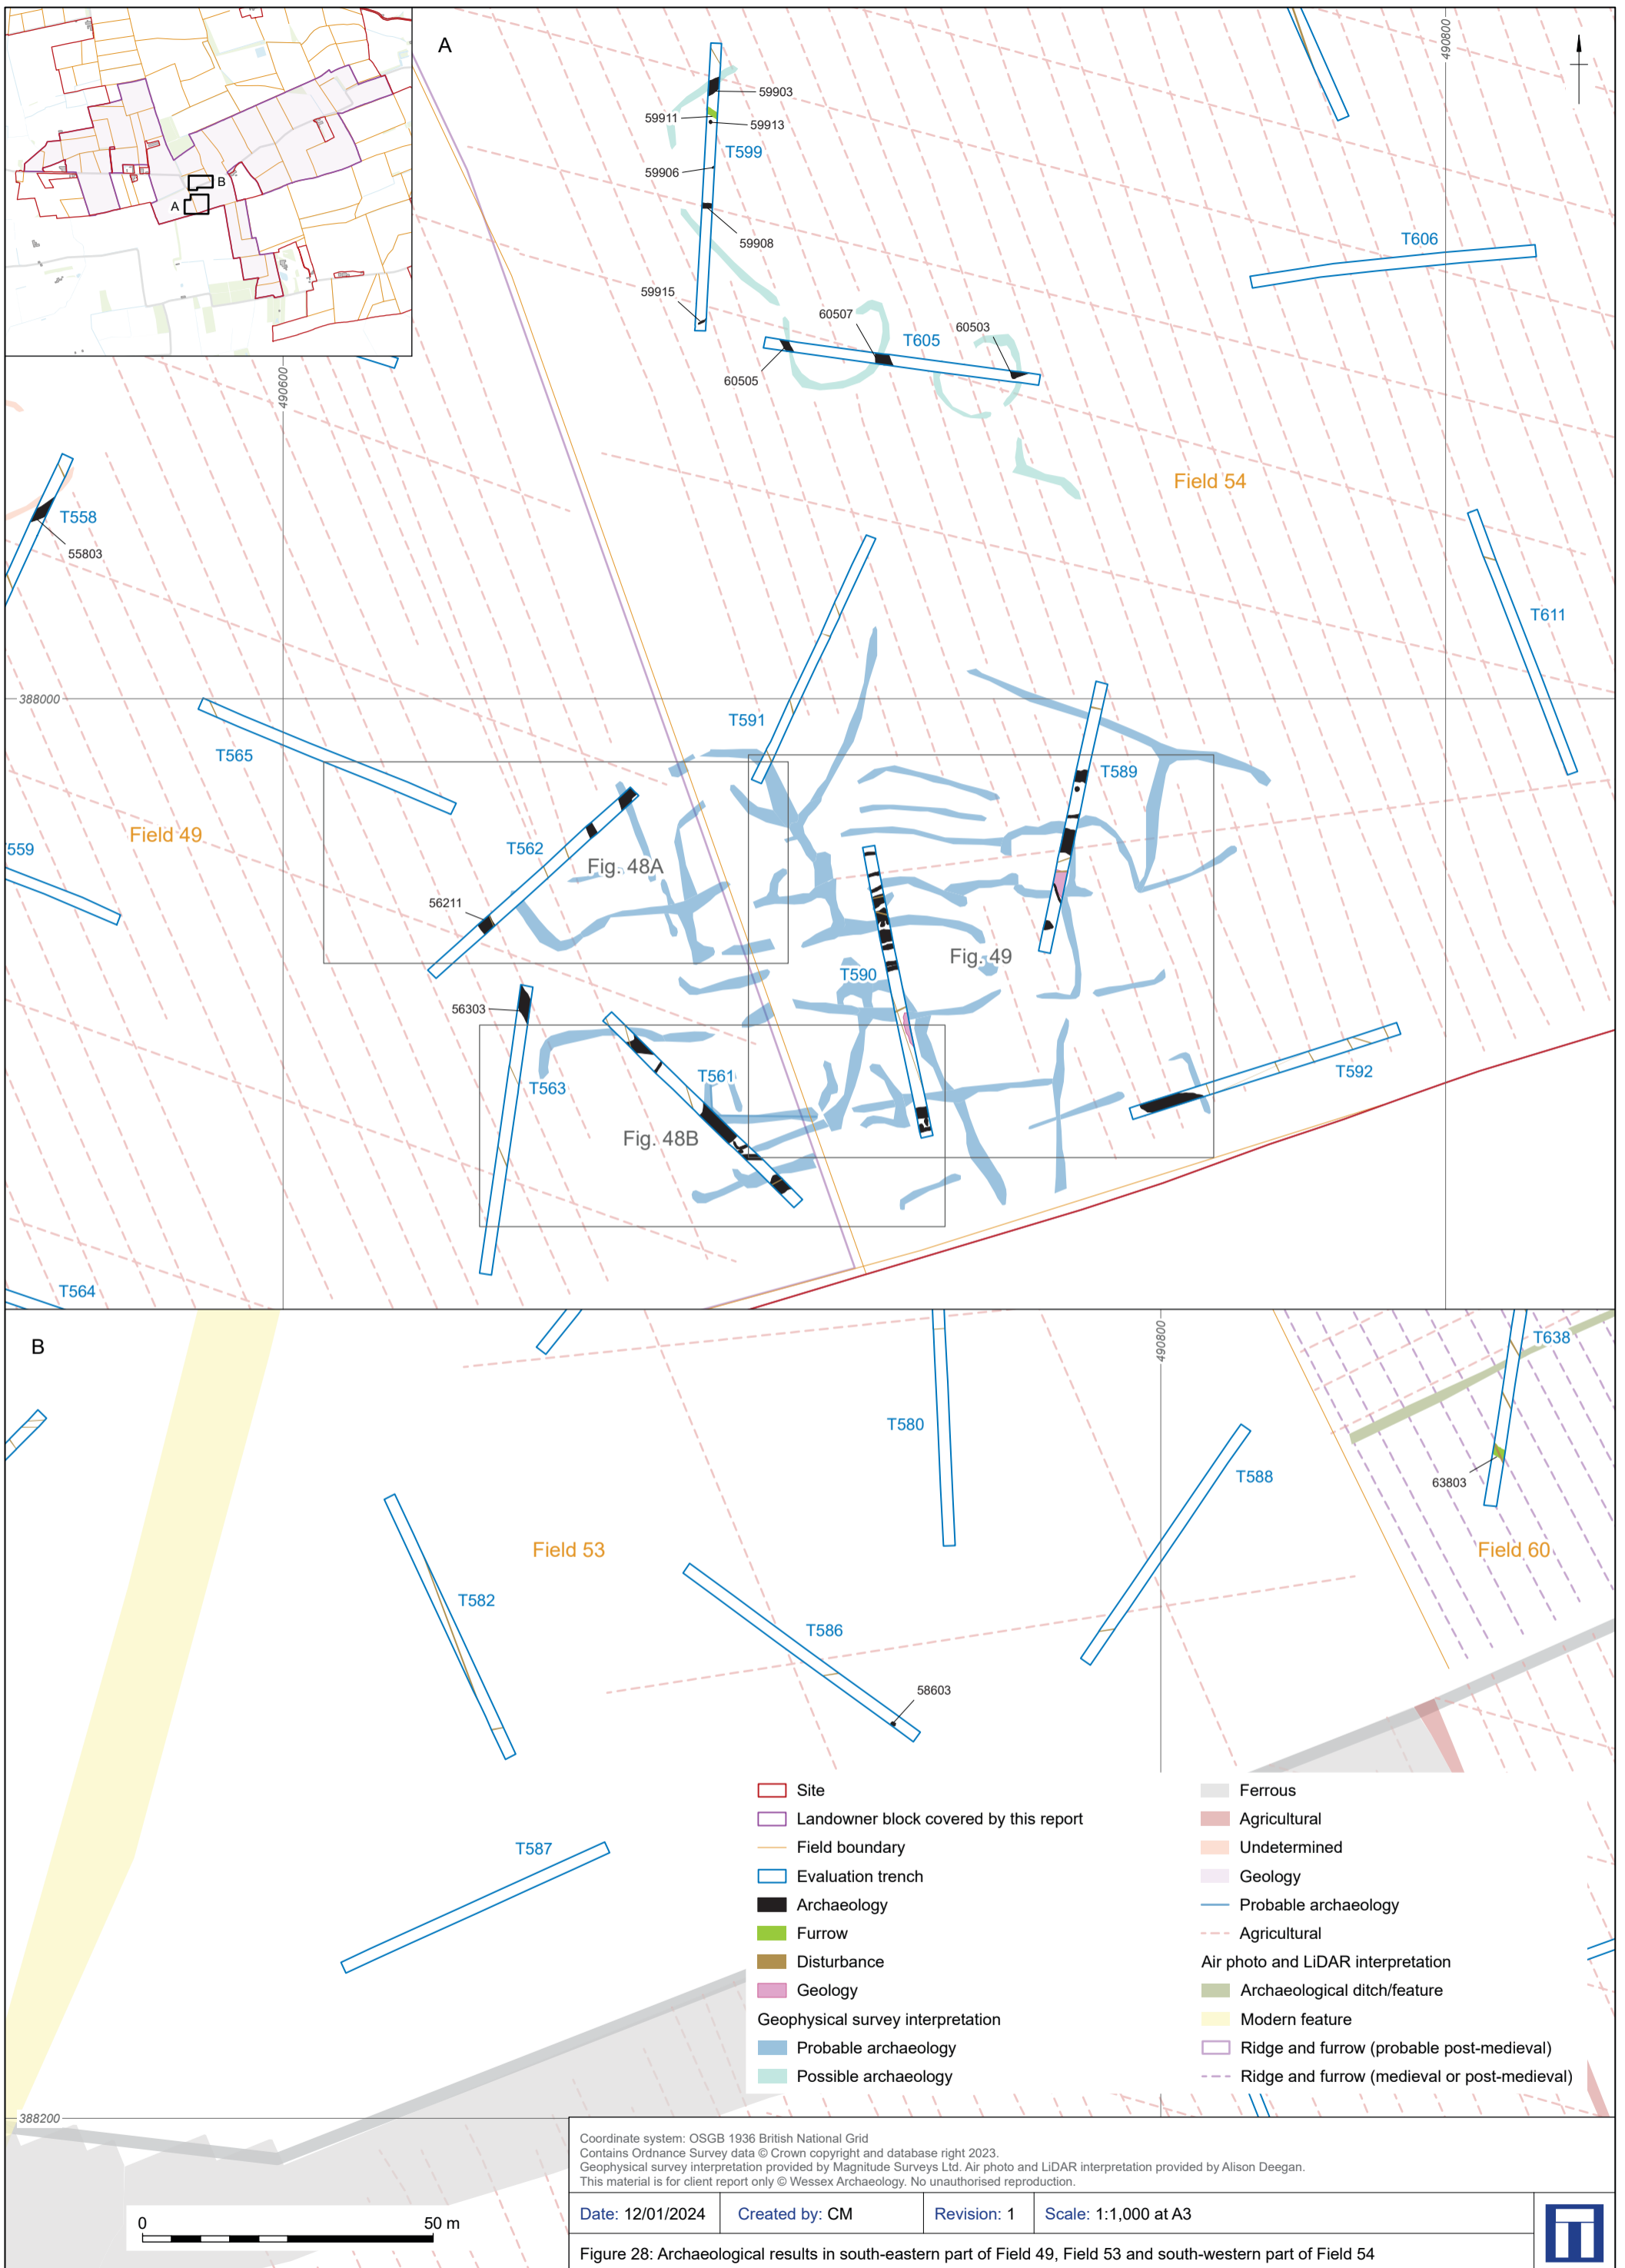 A
B
A
490800
490600
59903
59911
59913
T599
59906
59908
59915
T606
60507
T605
60503
60505
Field 54
T558
55803
T611
388000
T591
T565
T589
Field 49
T562
Fig. 48A
559
56211
Fig. 49
T590
56303
T563
T561
T592
Fig. 48B
T564
B
490800
T638
T580
T588
63803
Field 53
Field 60
T582
T586
58603
T587
Site
Landowner block covered by this report
Field boundary
Evaluation trench
Archaeology
Furrow
Disturbance
Geology
Geophysical survey interpretation
Probable archaeology
Possible archaeology
Ferrous
Agricultural
Undetermined
Geology
Probable archaeology
Agricultural
Air photo and LiDAR interpretation
Archaeological ditch/feature
Modern feature
Ridge and furrow (probable post-medieval)
Ridge and furrow (medieval or post-medieval)
388200
0 50 m
Coordinate system: OSGB 1936 British National Grid
Contains Ordnance Survey data © Crown copyright and database right 2023.
Geophysical survey interpretation provided by Magnitude Surveys Ltd. Air photo and LiDAR interpretation provided by Alison Deegan.
This material is for client report only © Wessex Archaeology. No unauthorised reproduction.
Date: 12/01/2024 Created by: CM Revision: 1 Scale: 1:1,000 at A3
Figure 28: Archaeological results in south-eastern part of Field 49, Field 53 and south-western part of Field 54